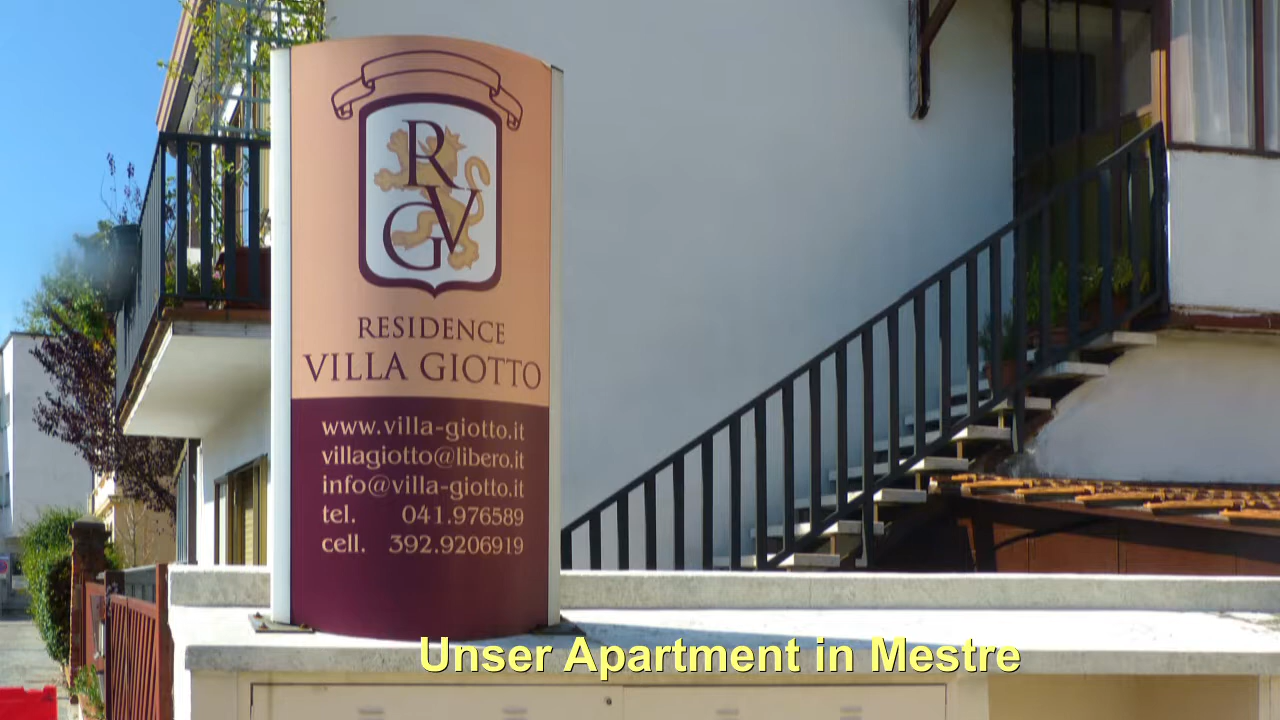 RVG
RESIDENCE
VILLA GIOTTO
www.villa-giotto.it
villagiotto@libero.it
info@villa-giotto.it
tel. 041.976589
cell. 392.9206919
Unser Apartment in Mestre